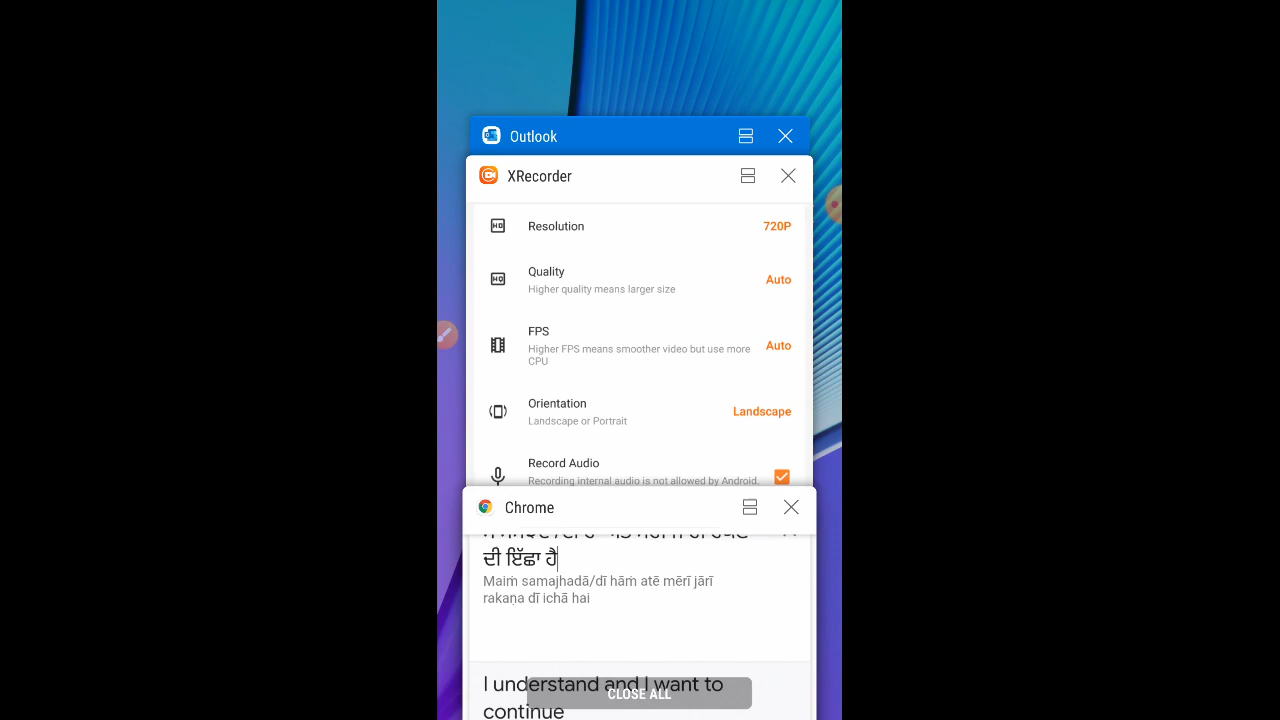 Outlook
XRecorder
Resolution
720P
Quality
Higher quality means larger size
Auto
FPS
Higher FPS means smoother video but use more
CPU
Auto
Orientation
Landscape or Portrait
Landscape
Record Audio
Recording internal audio is not allowed by Android.
Chrome
ਦੀ ਇੱਛਾ ਹੈ
Maiṁ samajhadā/dī hāṁ atē mērī jārī
rakaṇa dī ichā hai
I understand and I want to
continue
CLOSE ALL